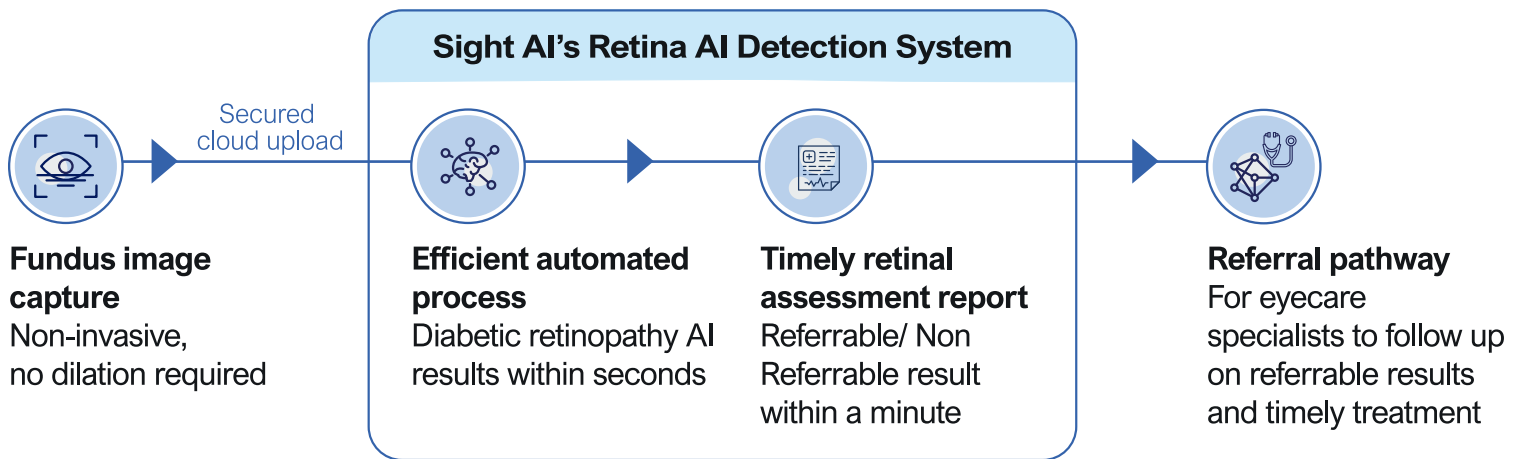 Sight AI’s Retina AI Detection System
Secured
cloud upload
Fundus image
capture
Non-invasive,
no dilation required
Efficient automated
process
Diabetic retinopathy AI
results within seconds
Timely retinal
assessment report
Referrable/ Non
Referrable result
within a minute
Referral pathway
For eyecare
specialists to follow up
on referrable results
and timely treatment